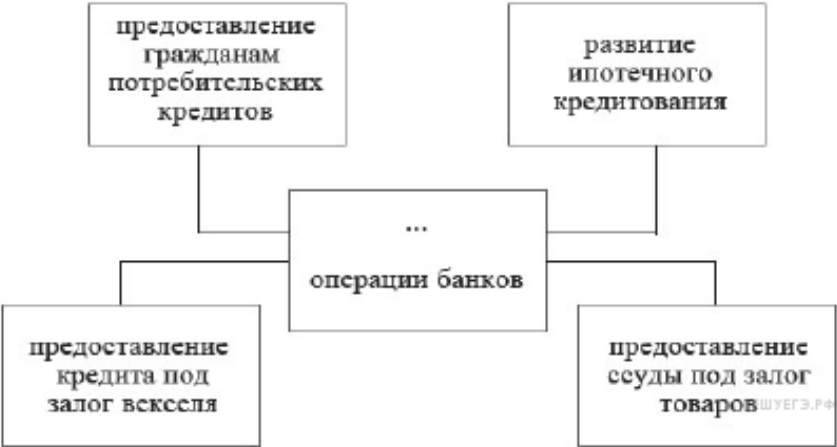 предоставление
гражданам
потребительских
кредитов
развитие
ипотечного
кредитования
...
операции банков
предоставление
кредита под
залог векселя
предоставление
ссуды под залог
товаров